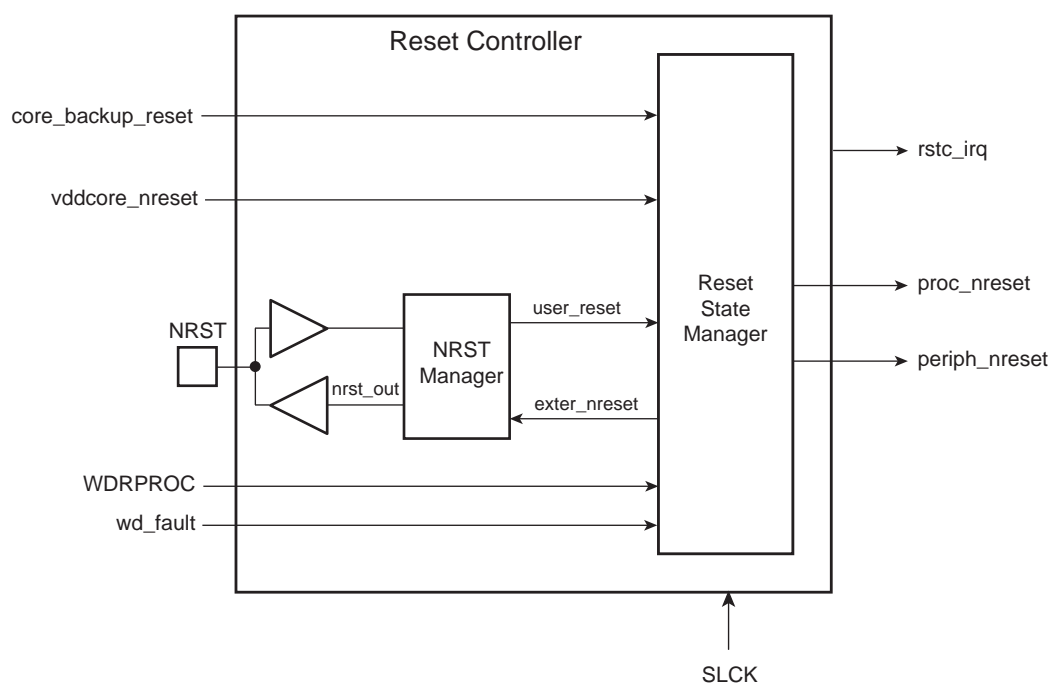 Reset Controller
core_backup_reset
rstc_irq
vddcore_nreset
Reset
State
Manager
proc_nreset
user_reset
NRST
NRST
Manager
periph_nreset
nrst_out
exter_nreset
WDRPROC
wd_fault
SLCK